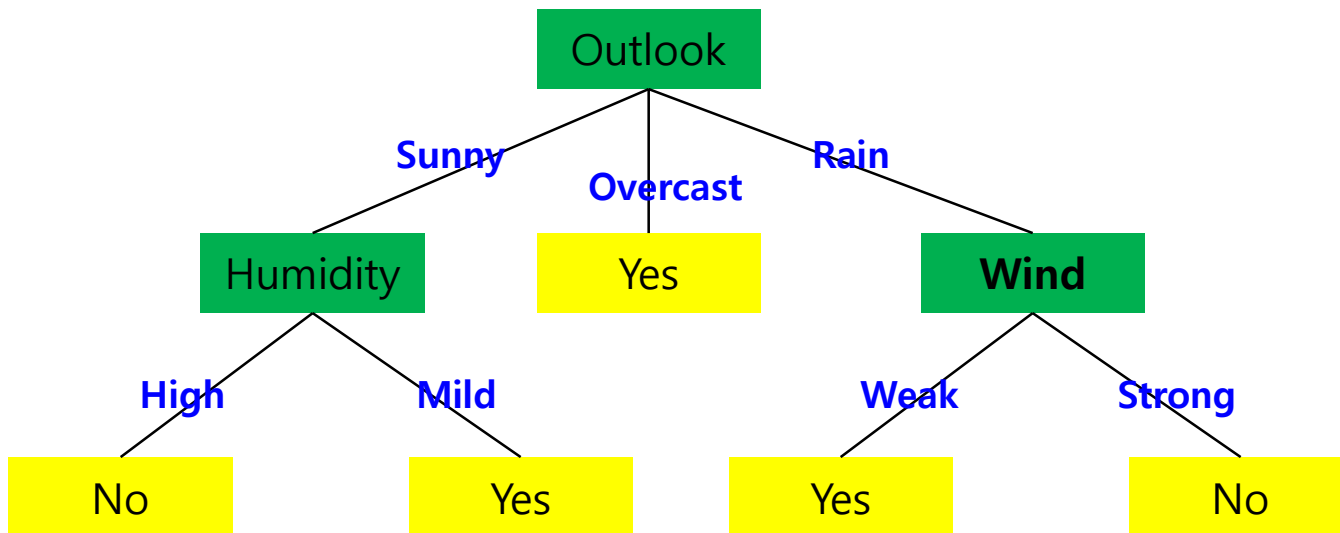 Outlook
Sunny
Overcast
Rain
Humidity
Yes
Wind
High
Mild
Weak
Strong
No
Yes
Yes
No